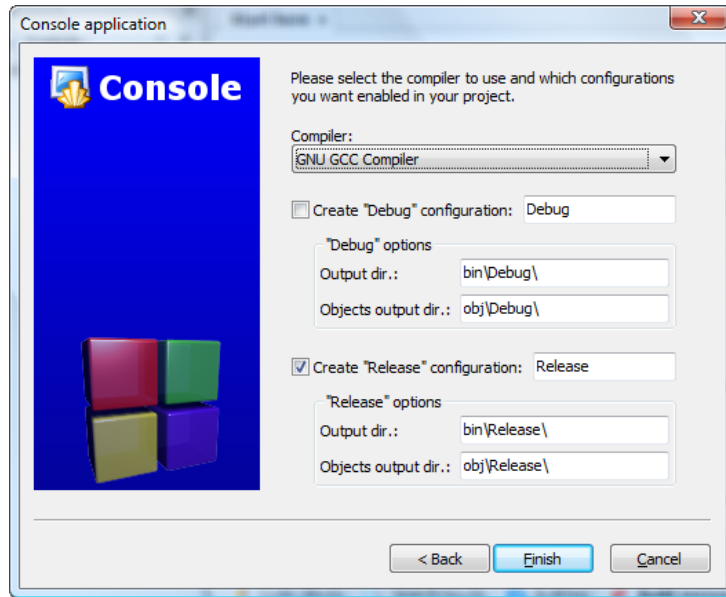 Console application
Console
Please select the compiler to use and which configurations
you want enabled in your project.
Compiler:
GNU GCC Compiler
Create "Debug" configuration: Debug
"Debug" options
Output dir.: bin\Debug\
Objects output dir.: obj\Debug\
Create "Release" configuration: Release
"Release" options
Output dir.: bin\Release\
Objects output dir.: obj\Release\
< Back Finish Cancel